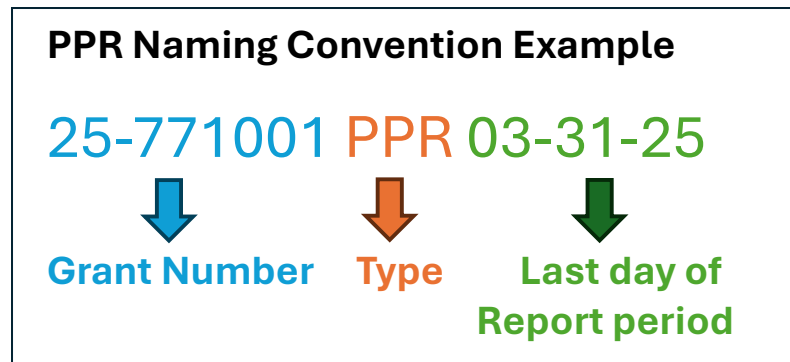 PPR Naming Convention Example
25-771001 PPR 03-31-25
Grant Number Type Last day of
Report period